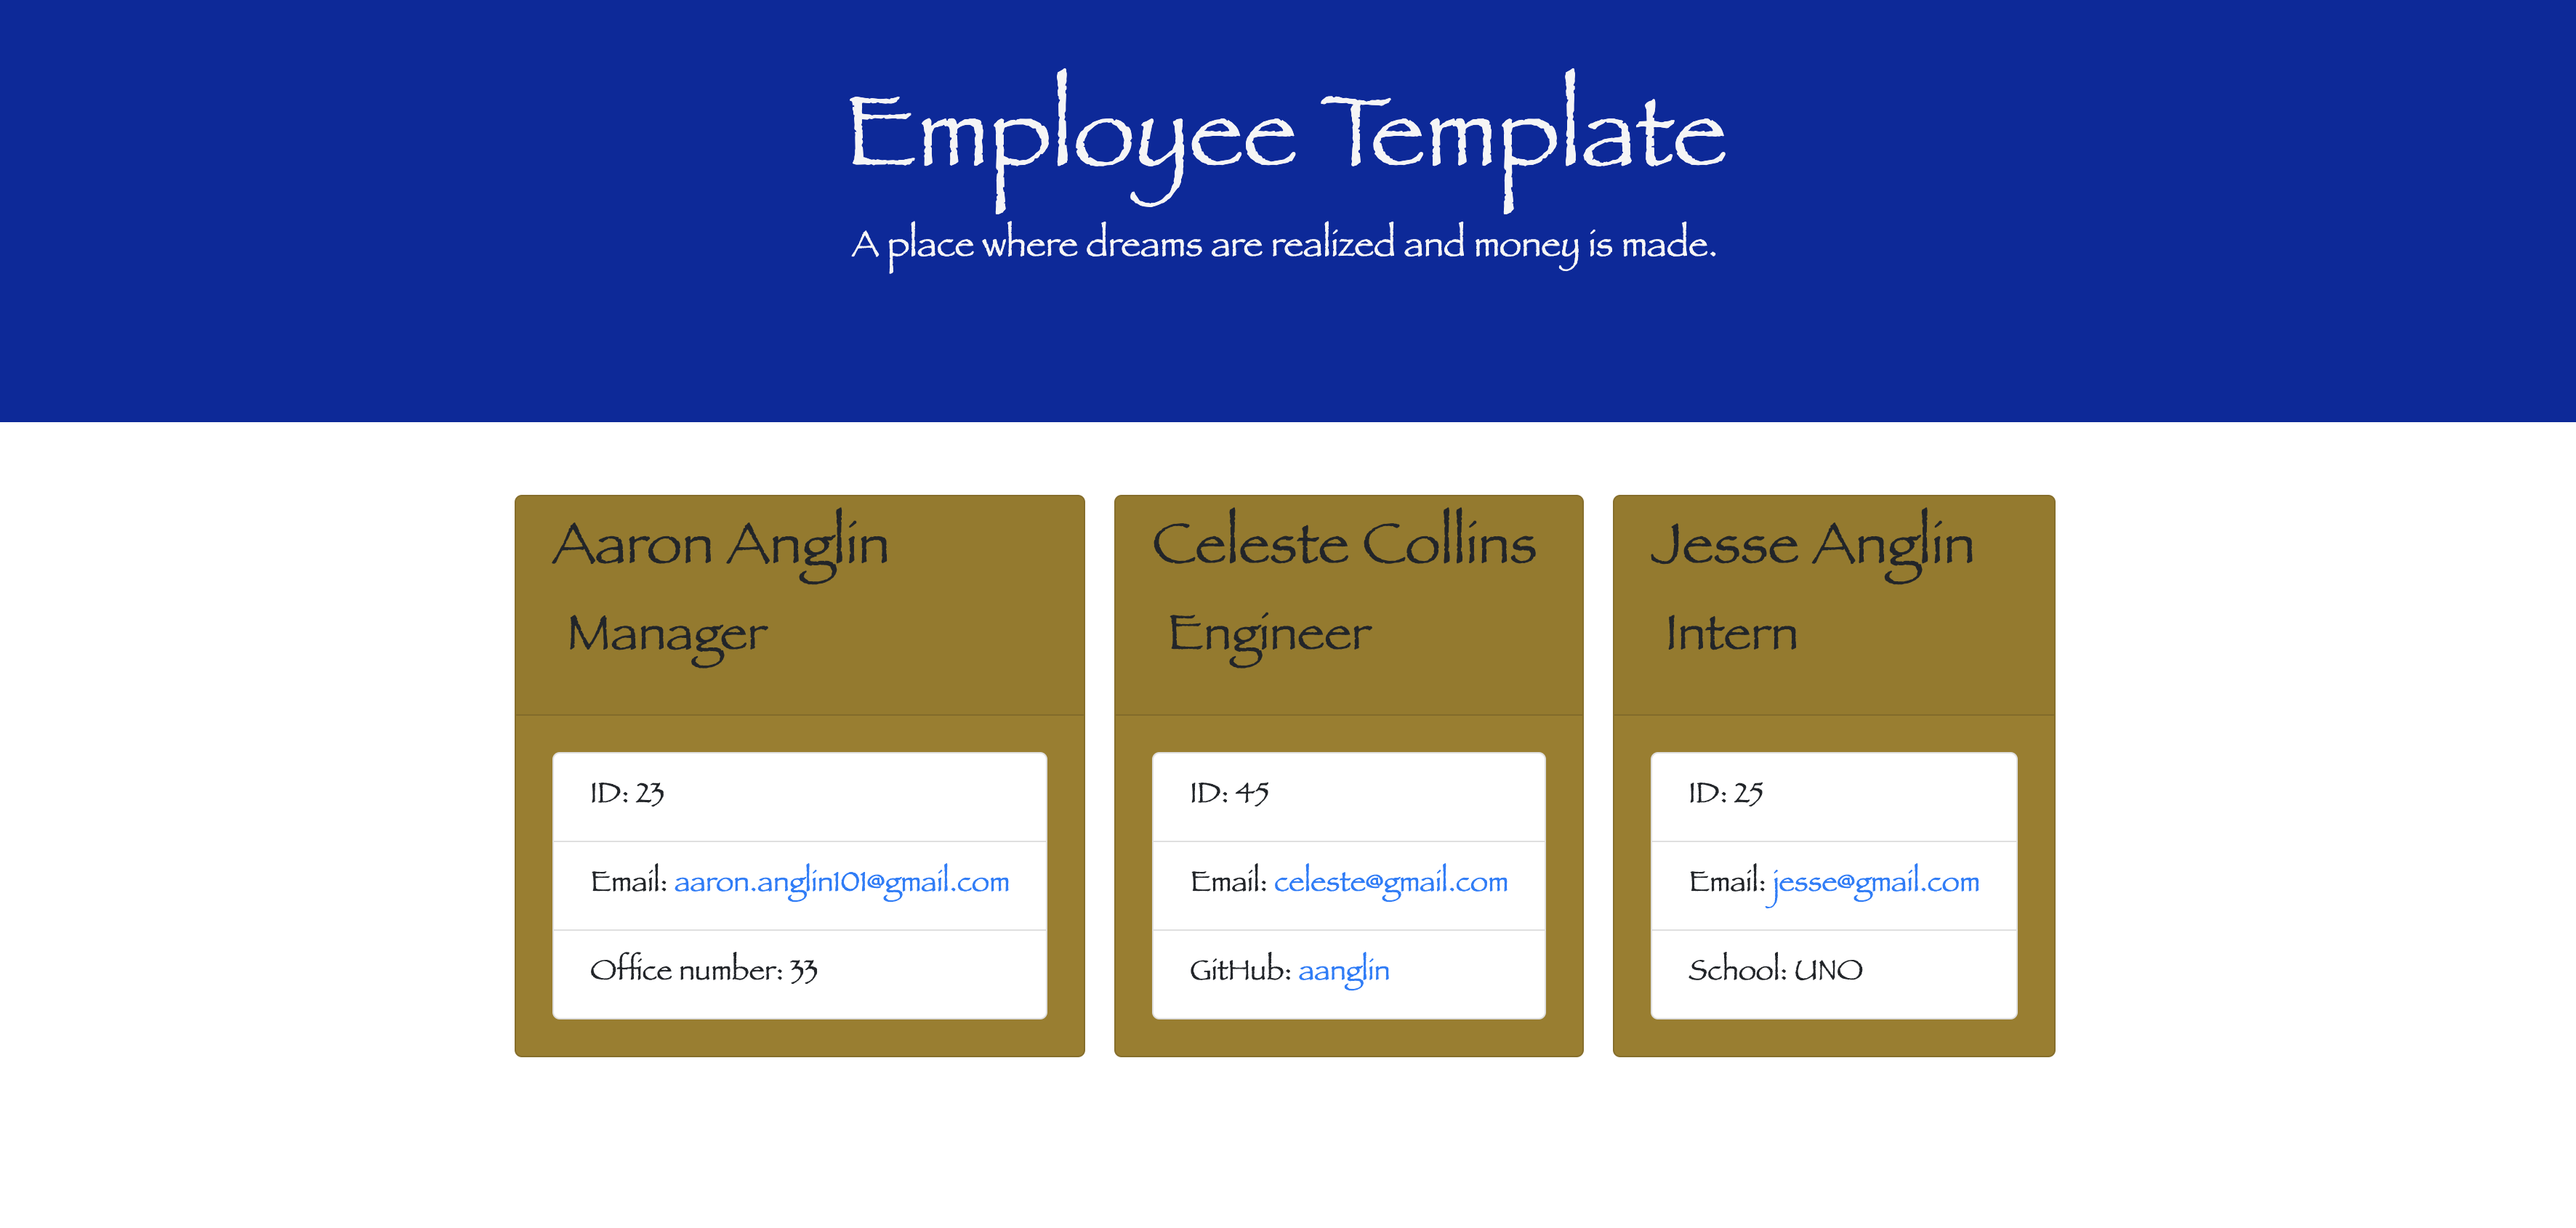 Employee Template
A place where dreams are realized and money is made.
Aaron Anglin
Manager
ID: 23
Email: aaron.anglin101@gmail.com
Office number: 33
Celeste Collins
Engineer
ID: 45
Email: celeste@gmail.com
GitHub: aanglin
Jesse Anglin
Intern
ID: 25
Email: jesse@gmail.com
School: UNO